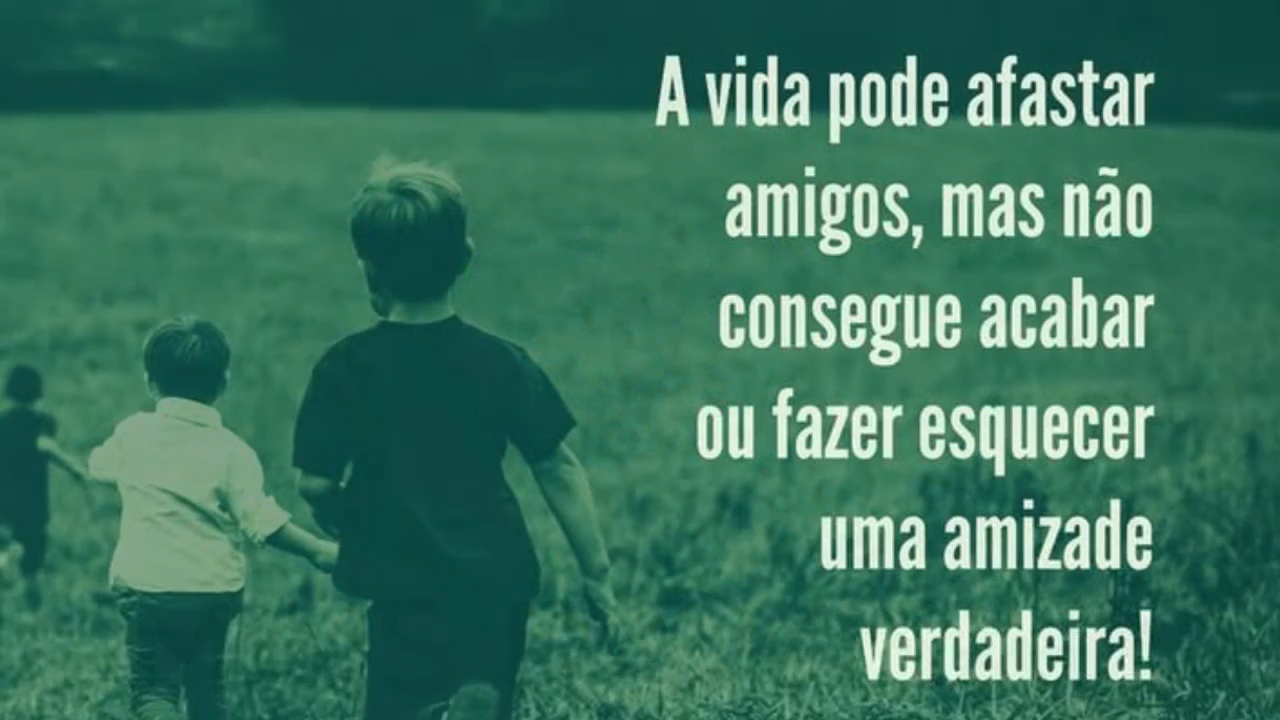 A vida pode afastar
amigos, mas não
consegue acabar
ou fazer esquecer
uma amizade
verdadeira!